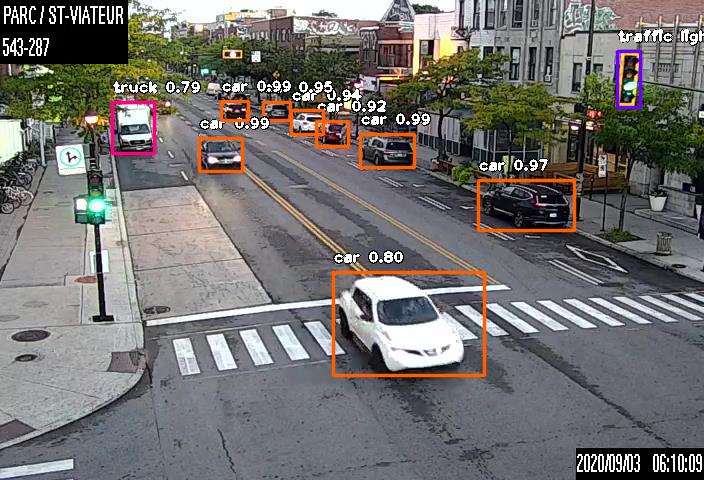 PARC / ST-VIATEUR
543-287
traffic ligh
truck 0.79
car 0.99
0.95
car 0.94
car 0.92
car 0.99
car 0.99
car 0.97
car 0.80
2020/09/03 06:10:09